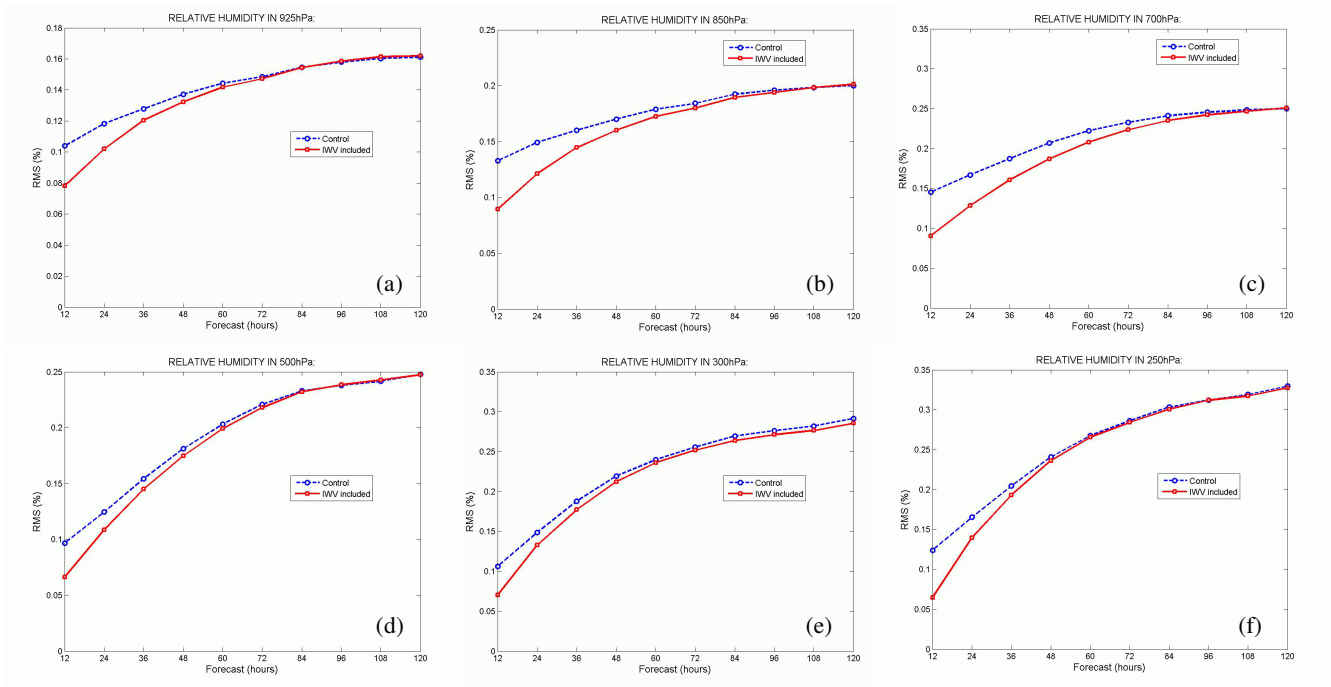 RELATIVE HUMIDITY IN 925hPa:
0.18
0.16
0.14
0.12
0.1
0.08
0.06
0.04
0.02
0
RMS (%)
Control
IWV included
(a)
12 24 36 48 60 72 84 96 108 120
Forecast (hours)
RELATIVE HUMIDITY IN 850hPa:
0.25
0.2
0.15
0.1
0.05
0
RMS (%)
Control
IWV included
(b)
12 24 36 48 60 72 84 96 108 120
Forecast (hours)
RELATIVE HUMIDITY IN 700hPa:
0.35
0.3
0.25
0.2
0.15
0.1
0.05
0
RMS (%)
Control
IWV included
(c)
12 24 36 48 60 72 84 96 108 120
Forecast (hours)
RELATIVE HUMIDITY IN 500hPa:
0.25
0.2
0.15
0.1
0.05
0
RMS (%)
Control
IWV included
(d)
12 24 36 48 60 72 84 96 108 120
Forecast (hours)
RELATIVE HUMIDITY IN 300hPa:
0.35
0.3
0.25
0.2
0.15
0.1
0.05
0
RMS (%)
Control
IWV included
(e)
12 24 36 48 60 72 84 96 108 120
Forecast (hours)
RELATIVE HUMIDITY IN 250hPa:
0.35
0.3
0.25
0.2
0.15
0.1
0.05
0
RMS (%)
Control
IWV included
(f)
12 24 36 48 60 72 84 96 108 120
Forecast (hours)